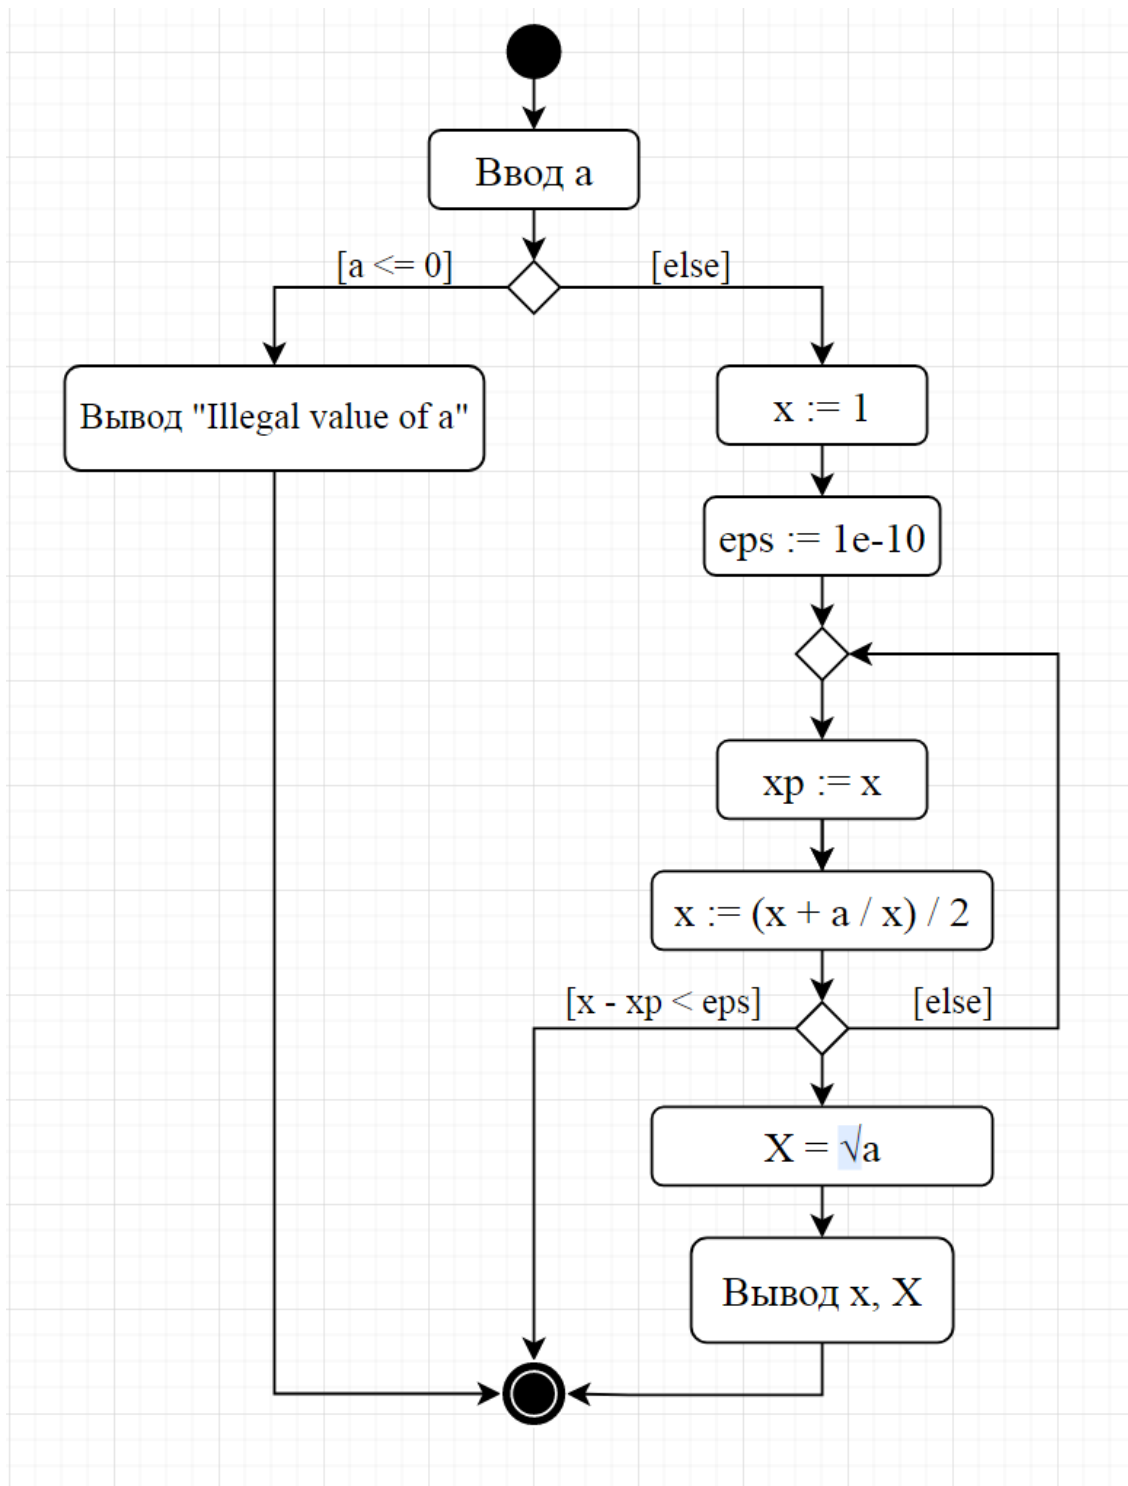 Ввод a
[a <= 0]
[else]
Вывод "Illegal value of a"
x := 1
eps := 1e-10
xp := x
x := (x + a / x) / 2
[x - xp < eps]
[else]
X = √a
Вывод x, X